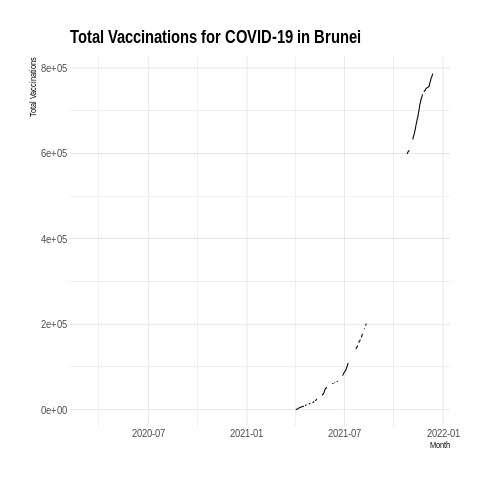 Total Vaccinations for COVID-19 in Brunei
Total Vaccinations
8e+05
6e+05
4e+05
2e+05
0e+00
2020-07
2021-01
2021-07
2022-01
Month